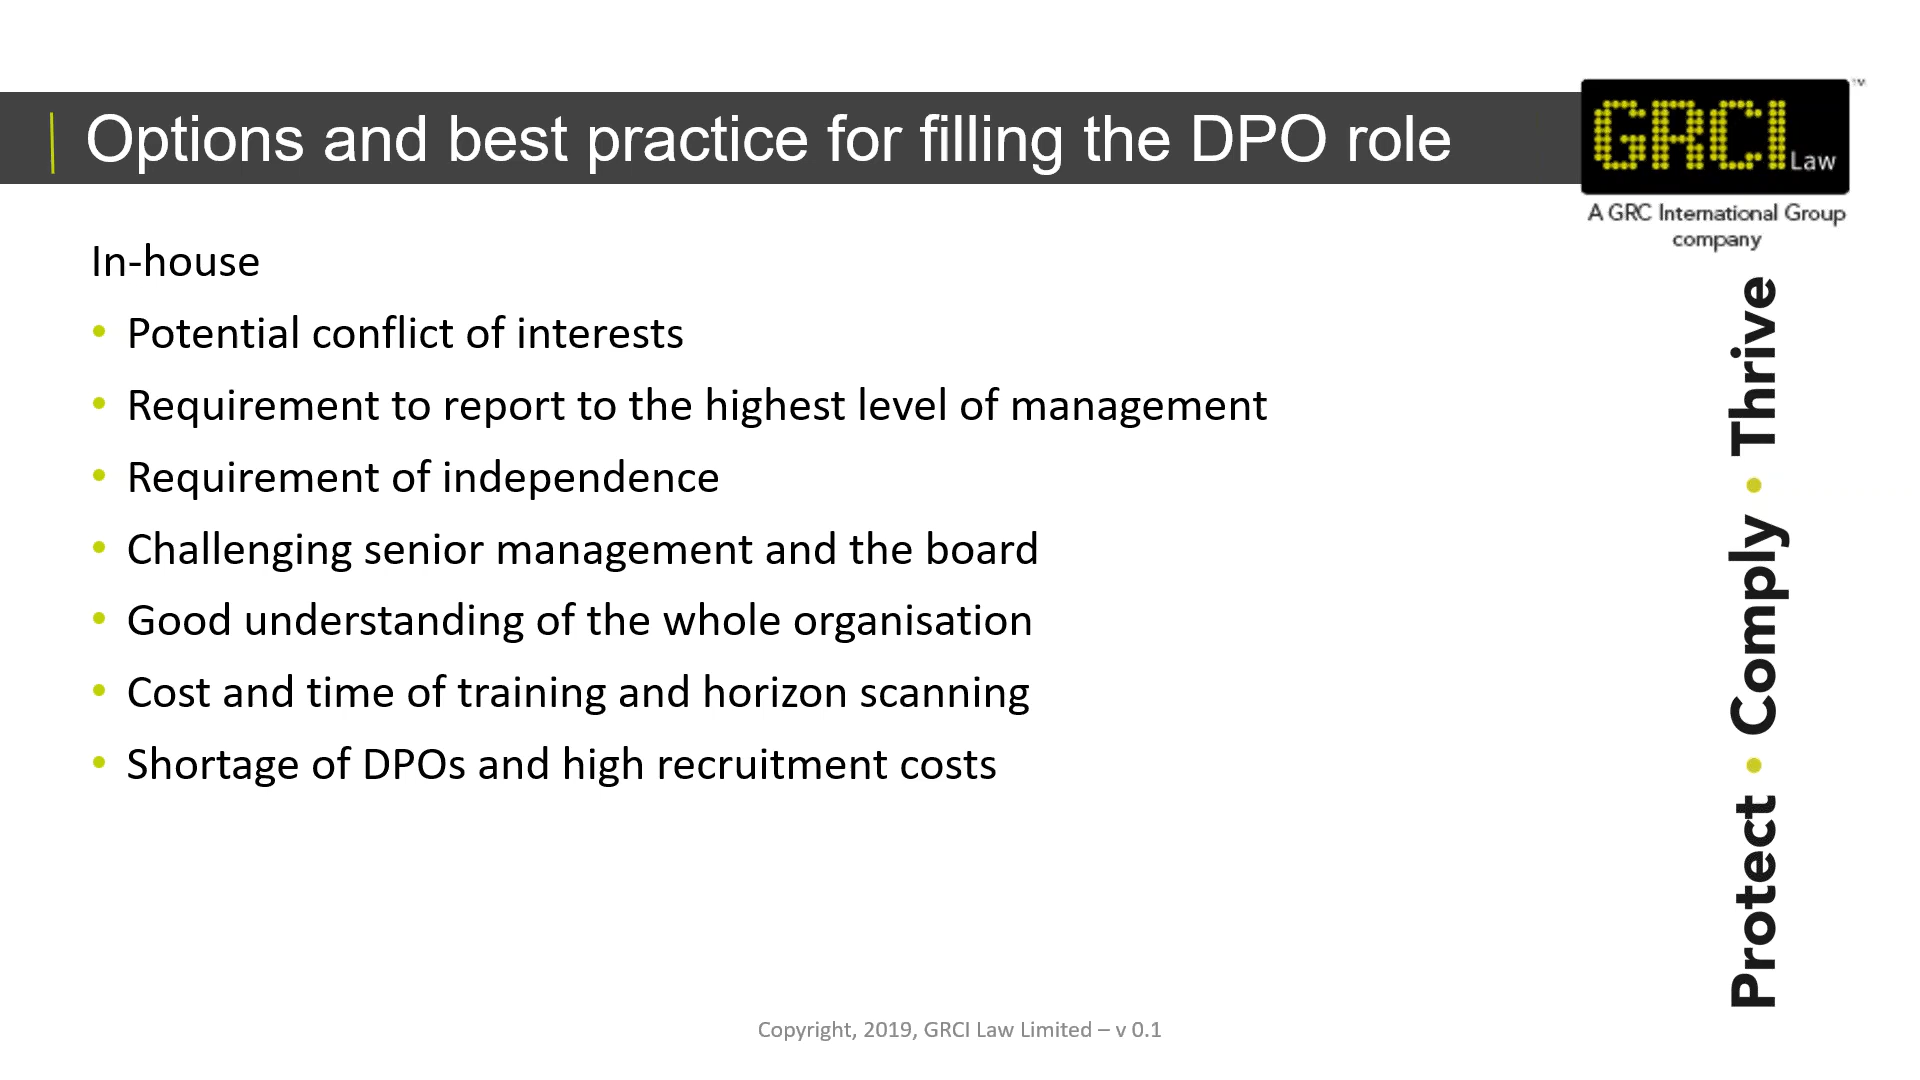 Options and best practice for filling the DPO role
GRCI Law
™
A GRC International Group
company
In-house
• Potential conflict of interests
• Requirement to report to the highest level of management
• Requirement of independence
• Challenging senior management and the board
• Good understanding of the whole organisation
• Cost and time of training and horizon scanning
• Shortage of DPOs and high recruitment costs
Protect • Comply • Thrive
Copyright, 2019, GRCI Law Limited – v 0.1